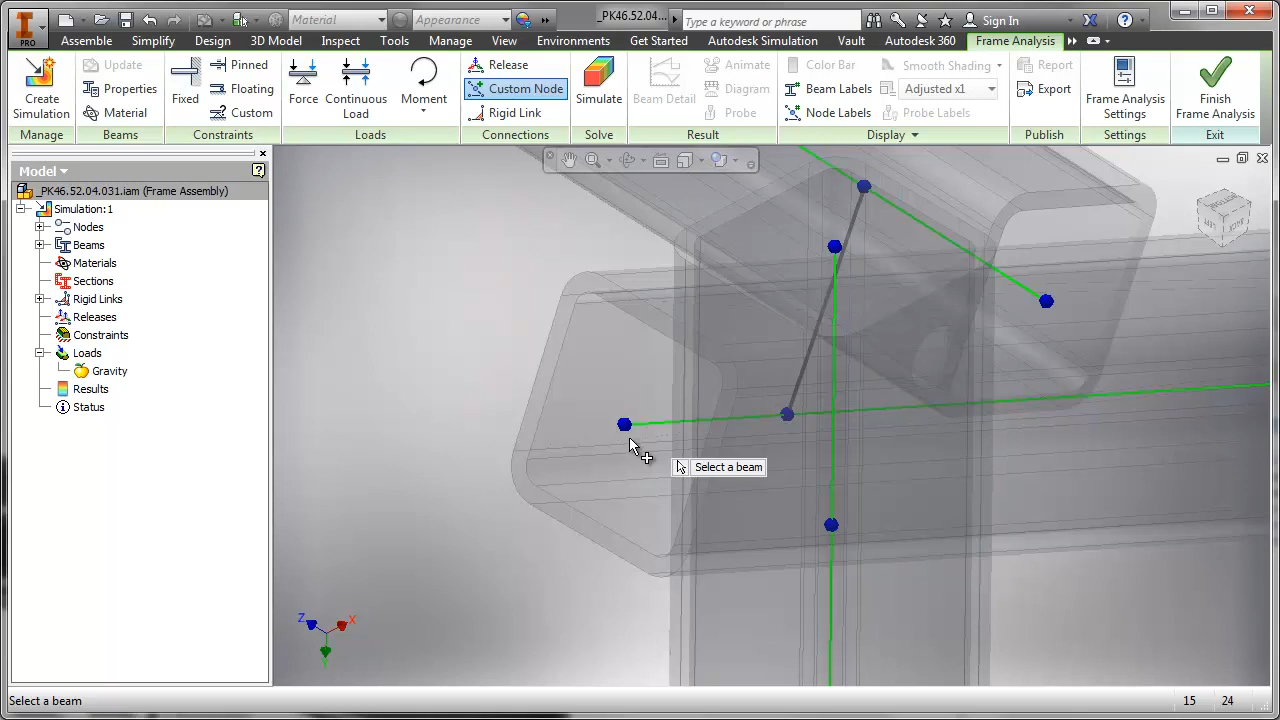 PRO
Material
Appearance
_PK46.52.04...
Type a keyword or phrase
Sign In
Assemble Simplify Design 3D Model Inspect Tools Manage View Environments Get Started Autodesk Simulation Vault Autodesk 360 Frame Analysis
Create
Simulation
Manage
Update
Properties
Material
Beams
Fixed
Pinned
Floating
Custom
Constraints
Force
Continuous
Load
Moment
Loads
Release
Custom Node
Rigid Link
Connections
Simulate
Solve
Beam Detail
Animate
Diagram
Probe
Result
Color Bar
Beam Labels
Node Labels
Smooth Shading
Adjusted x1
Probe Labels
Display
Report
Export
Publish
Frame Analysis
Settings
Settings
Finish
Frame Analysis
Exit
Model
_PK46.52.04.031.iam (Frame Assembly)
Simulation:1
Nodes
Beams
Materials
Sections
Rigid Links
Releases
Constraints
Loads
Gravity
Results
Status
Select a beam
Z X
Y
Select a beam
15 24